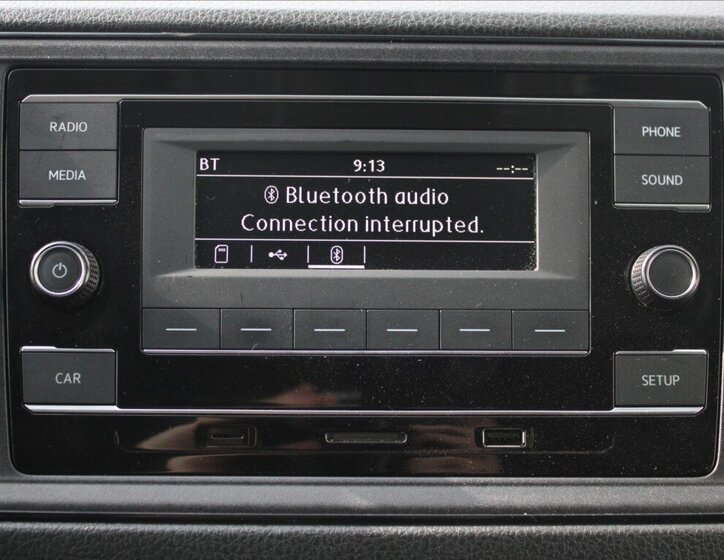 RADIO
PHONE
BT 9:13 --:--
MEDIA
SOUND
Bluetooth audio
Connection interrupted.
CAR
SETUP